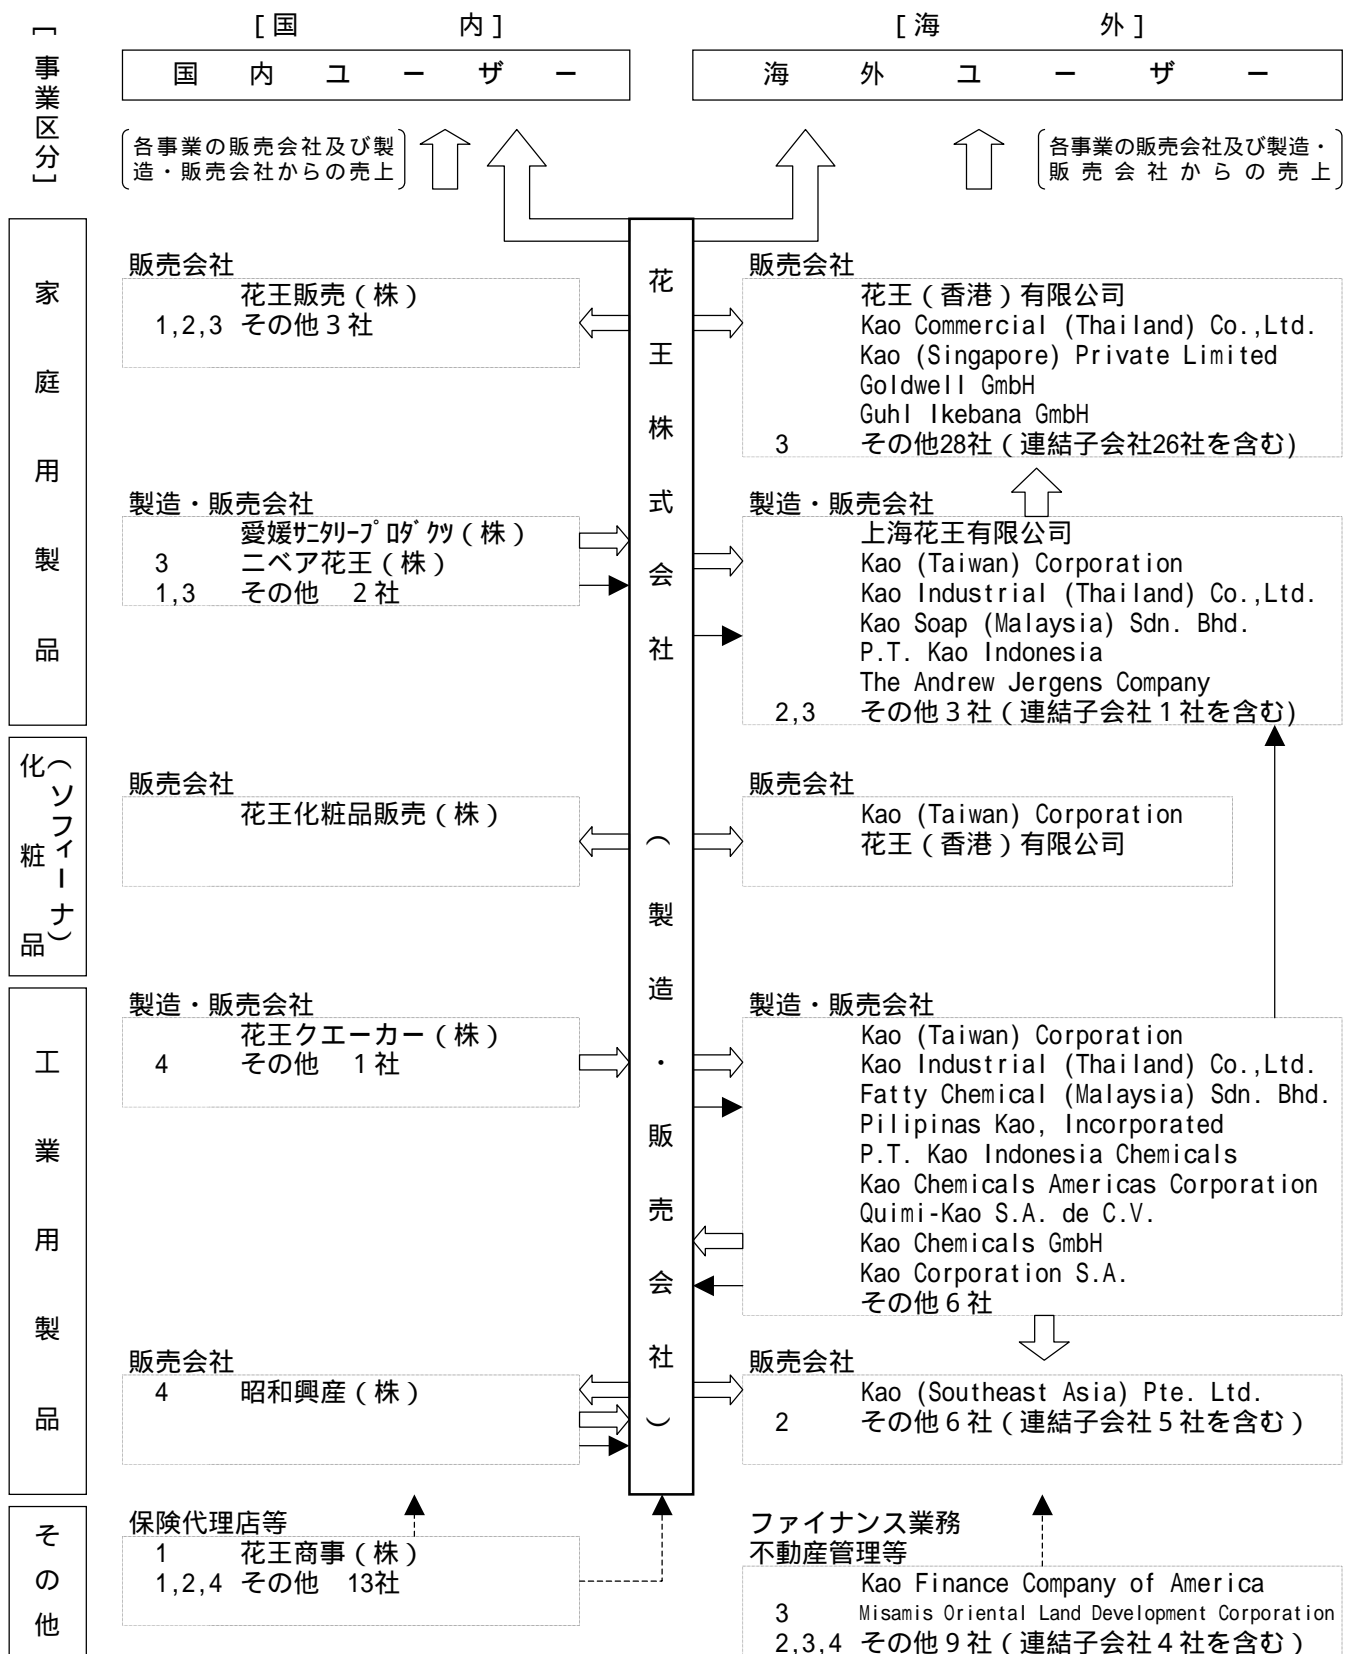 ［事業区分］
［国　内］
［海　外］
国内ユーザー
海外ユーザー
各事業の販売会社及び製
造・販売会社からの売上
各事業の販売会社及び製造・
販売会社からの売上
家庭用製品
販売会社
花王販売（株）
1,2,3 その他３社
製造・販売会社
愛媛ｻﾆﾀﾘｰﾌﾟﾛﾀﾞｸﾂ（株）
3 ニベア花王（株）
1,3 その他　２社
花王株式会社（製造・販売会社）
販売会社
花王（香港）有限公司
Kao Commercial (Thailand) Co.,Ltd.
Kao (Singapore) Private Limited
Goldwell GmbH
Guhl Ikebana GmbH
3 その他28社（連結子会社26社を含む)
製造・販売会社
上海花王有限公司
Kao (Taiwan) Corporation
Kao Industrial (Thailand) Co.,Ltd.
Kao Soap (Malaysia) Sdn. Bhd.
P.T. Kao Indonesia
The Andrew Jergens Company
2,3 その他３社（連結子会社１社を含む)
化粧品
（ソフィーナ）
販売会社
花王化粧品販売（株）
販売会社
Kao (Taiwan) Corporation
花王（香港）有限公司
工業用製品
製造・販売会社
花王クエーカー（株）
4 その他　１社
販売会社
4 昭和興産（株）
製造・販売会社
Kao (Taiwan) Corporation
Kao Industrial (Thailand) Co.,Ltd.
Fatty Chemical (Malaysia) Sdn. Bhd.
Pilipinas Kao, Incorporated
P.T. Kao Indonesia Chemicals
Kao Chemicals Americas Corporation
Quimi-Kao S.A. de C.V.
Kao Chemicals GmbH
Kao Corporation S.A.
その他６社
販売会社
Kao (Southeast Asia) Pte. Ltd.
2 その他６社（連結子会社５社を含む）
その他
保険代理店等
1 花王商事（株）
1,2,4 その他　13社
ファイナンス業務
不動産管理等
Kao Finance Company of America
3 Misamis Oriental Land Development Corporation
2,3,4 その他９社（連結子会社４社を含む）